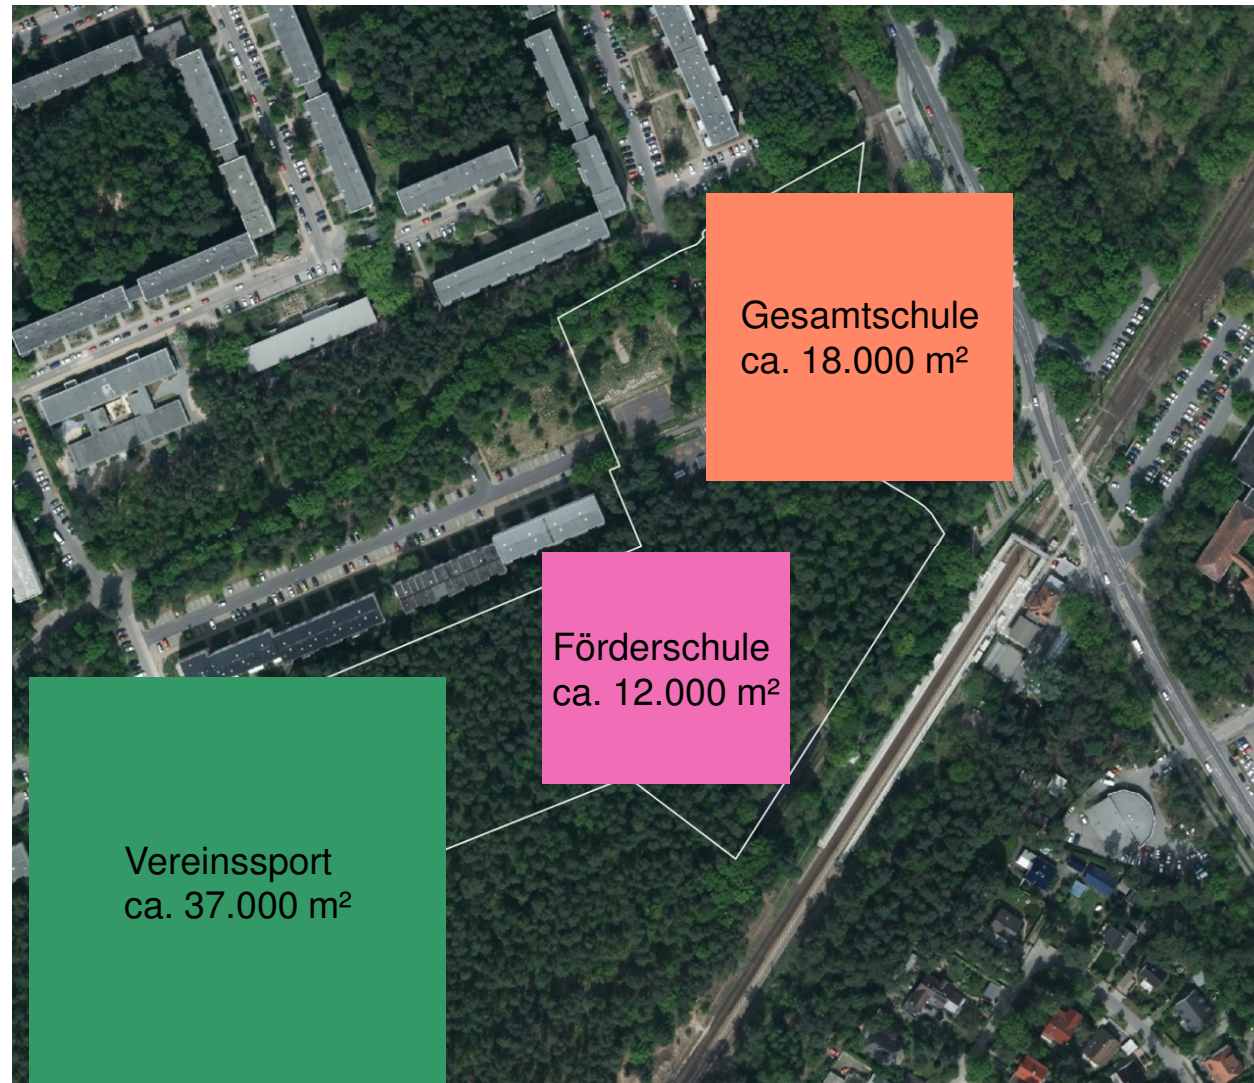 Gesamtschule
ca. 18.000 m²
Förderschule
ca. 12.000 m²
Vereinssport
ca. 37.000 m²